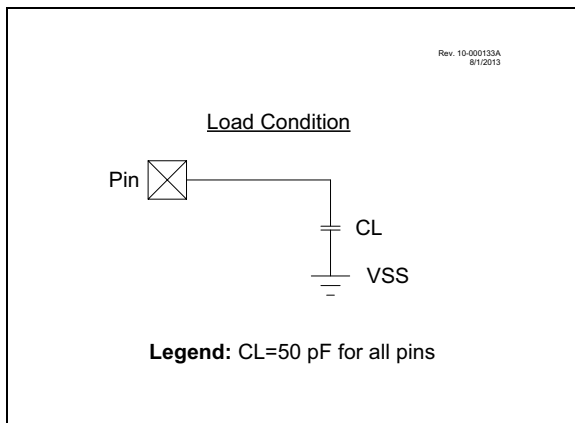 Rev. 10-000133A
8/1/2013
Load Condition
Pin
CL
VSS
Legend: CL=50 pF for all pins